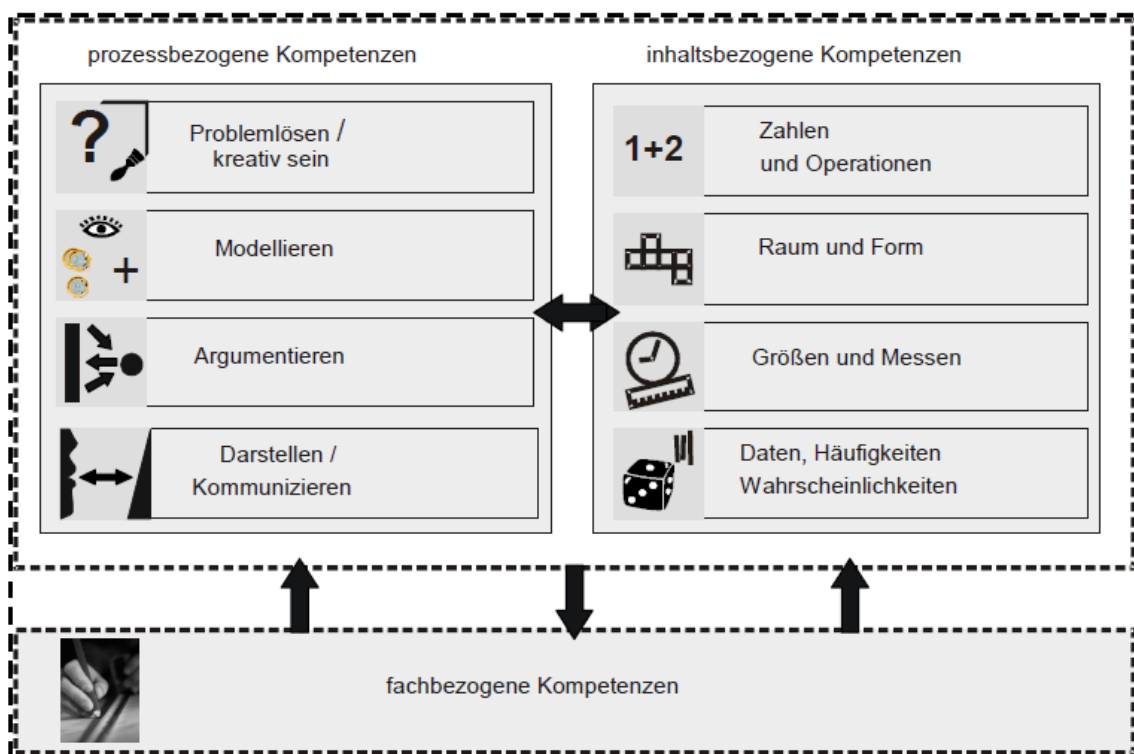 prozessbezogene Kompetenzen
Problemlösen /
kreativ sein
Modellieren
+
Argumentieren
Darstellen /
Kommunizieren
inhaltsbezogene Kompetenzen
1+2
Zahlen
und Operationen
Raum und Form
Größen und Messen
Daten, Häufigkeiten
Wahrscheinlichkeiten
fachbezogene Kompetenzen